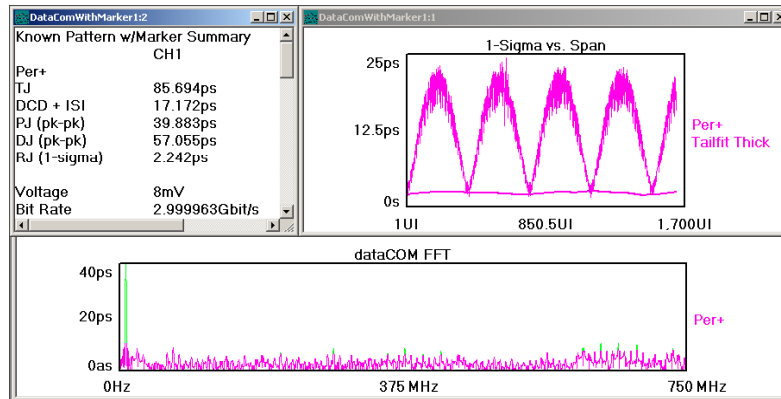 DataComWithMarker1:2
Known Pattern w/Marker Summary
CH1
Per+
TJ 85.694ps
DCD + ISI 17.172ps
PJ (pk-pk) 39.883ps
DJ (pk-pk) 57.055ps
RJ (1-sigma) 2.242ps
Voltage 8mV
Bit Rate 2.999963Gbit/s
DataComWithMarker1:1
1-Sigma vs. Span
25ps
12.5ps
0s
1UI 850.5UI 1,700UI
Per+
Tailfit Thick
dataCOM FFT
40ps
20ps
0as
0Hz 375 MHz 750 MHz
Per+